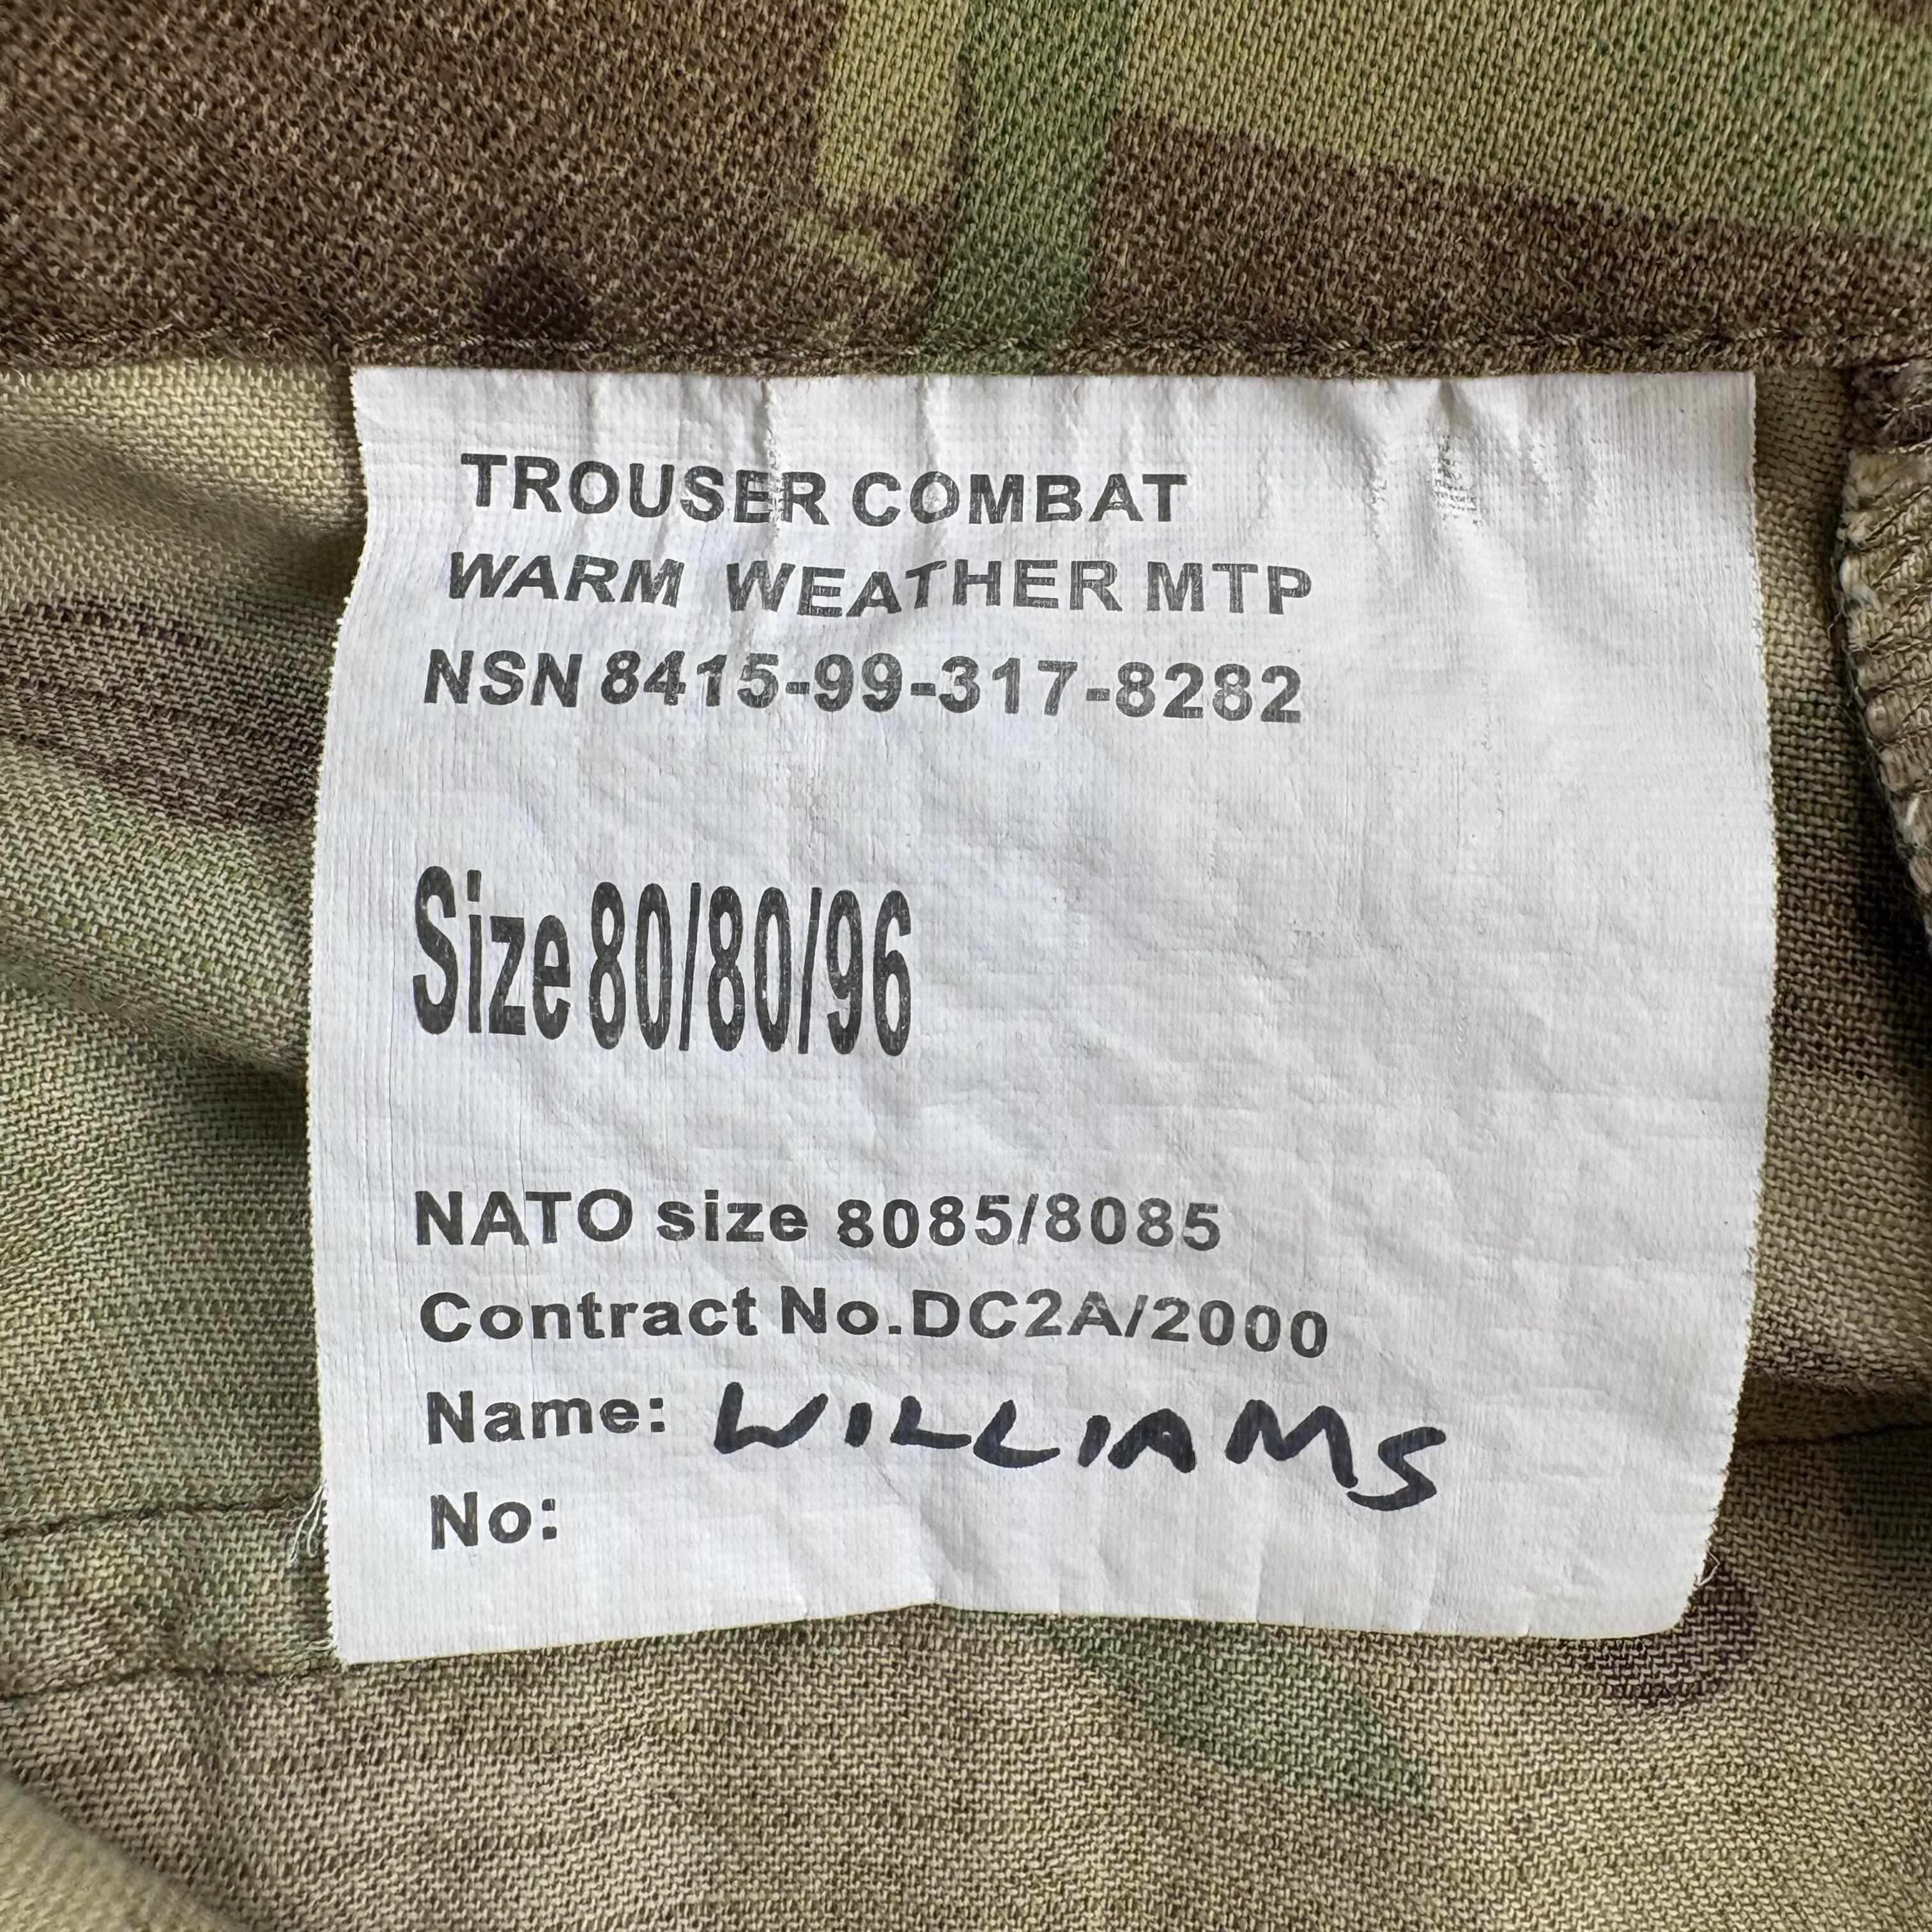 TROUSER COMBAT
WARM WEATHER MTP
NSN 8415-99-317-8282
Size 80/80/96
NATO size 8085/8085
Contract No.DC2A/2000
Name: WILLIAMS
No: